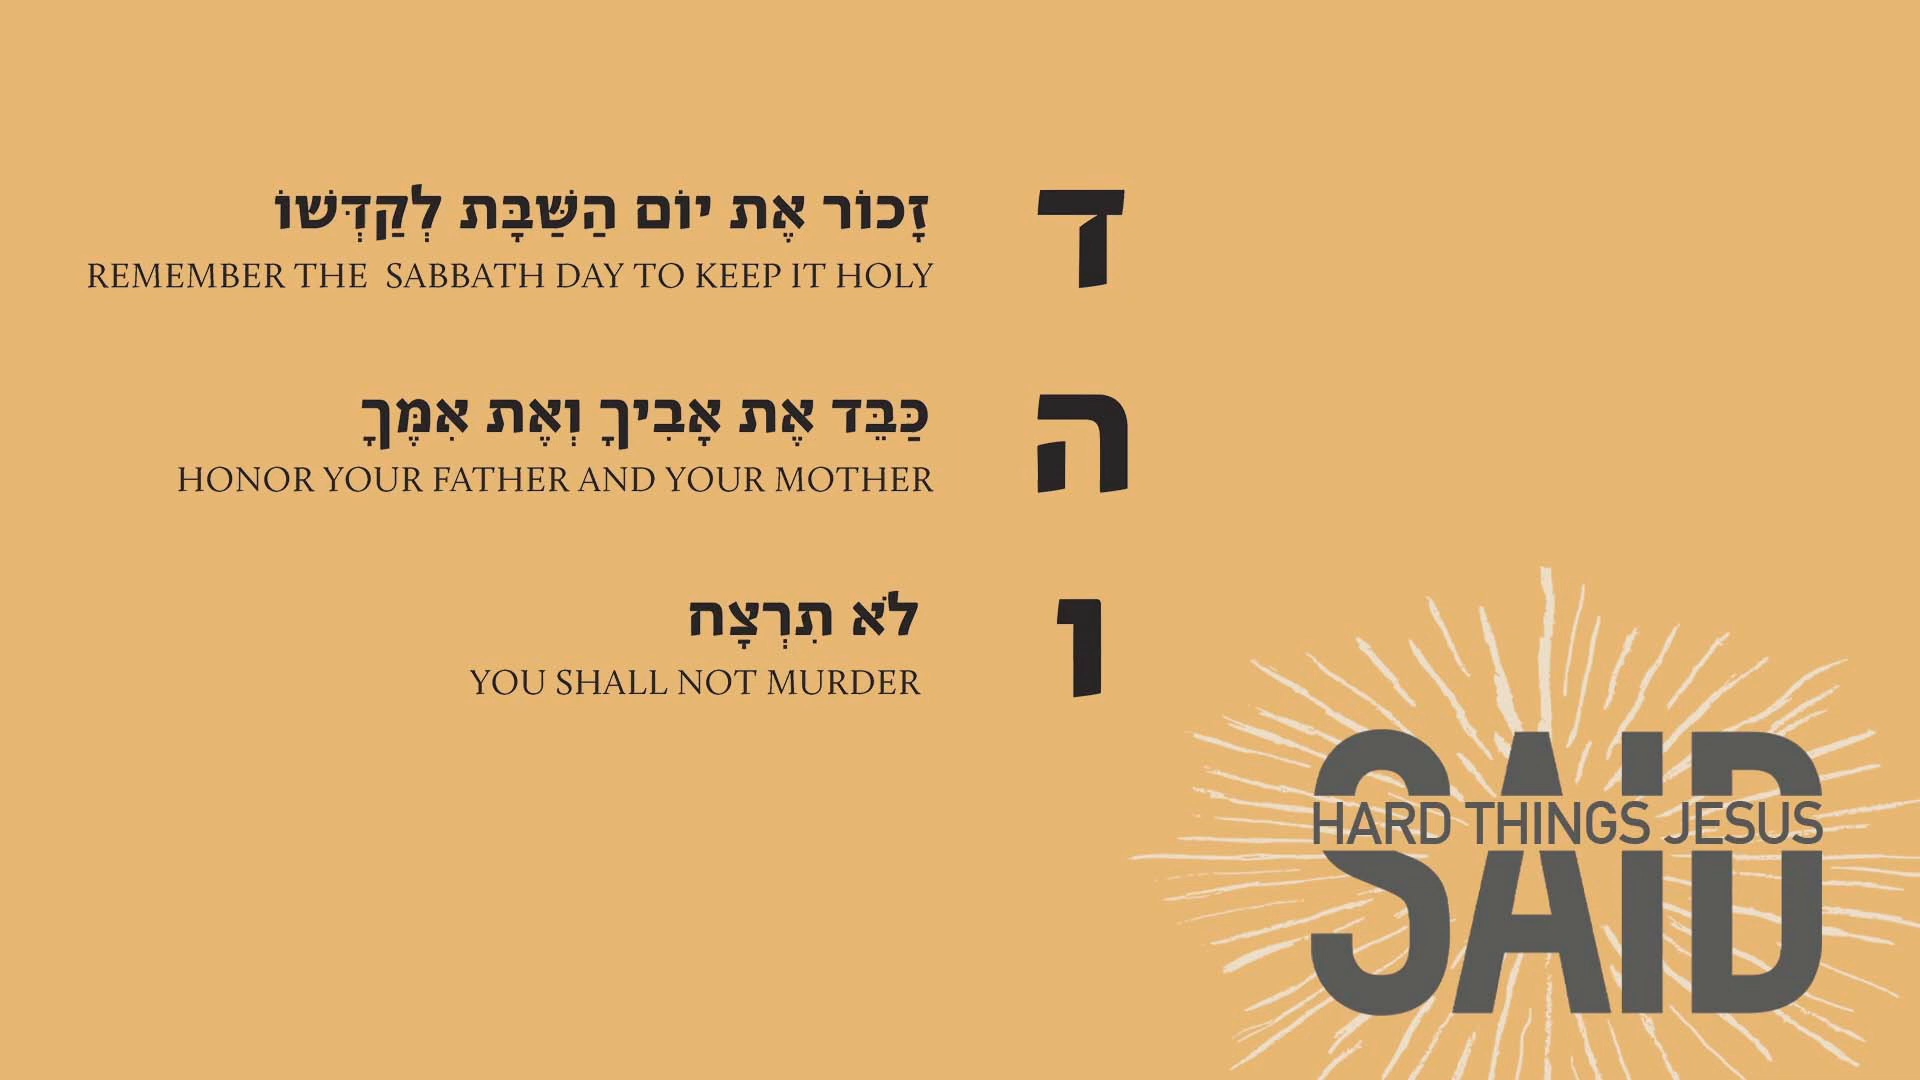 ד
זָכוֹר אֶת יוֹם הַשַּׁבָּת לְקַדְּשׁוֹ
REMEMBER THE SABBATH DAY TO KEEP IT HOLY
ה
כַּבֵּד אֶת אָבִיךָ וְאֶת אִמֶּךָ
HONOR YOUR FATHER AND YOUR MOTHER
ו
לֹא תִרְצָח
YOU SHALL NOT MURDER
HARD THINGS JESUS
SAID